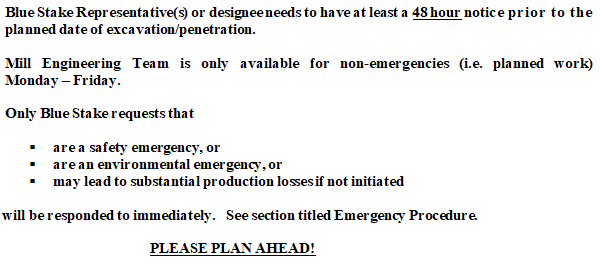 Blue Stake Representative(s) or designee needs to have at least a 48 hour notice prior to the
planned date of excavation/penetration.
Mill Engineering Team is only available for non-emergencies (i.e. planned work)
Monday – Friday.
Only Blue Stake requests that
▪ are a safety emergency, or
▪ are an environmental emergency, or
▪ may lead to substantial production losses if not initiated
will be responded to immediately. See section titled Emergency Procedure.
PLEASE PLAN AHEAD!